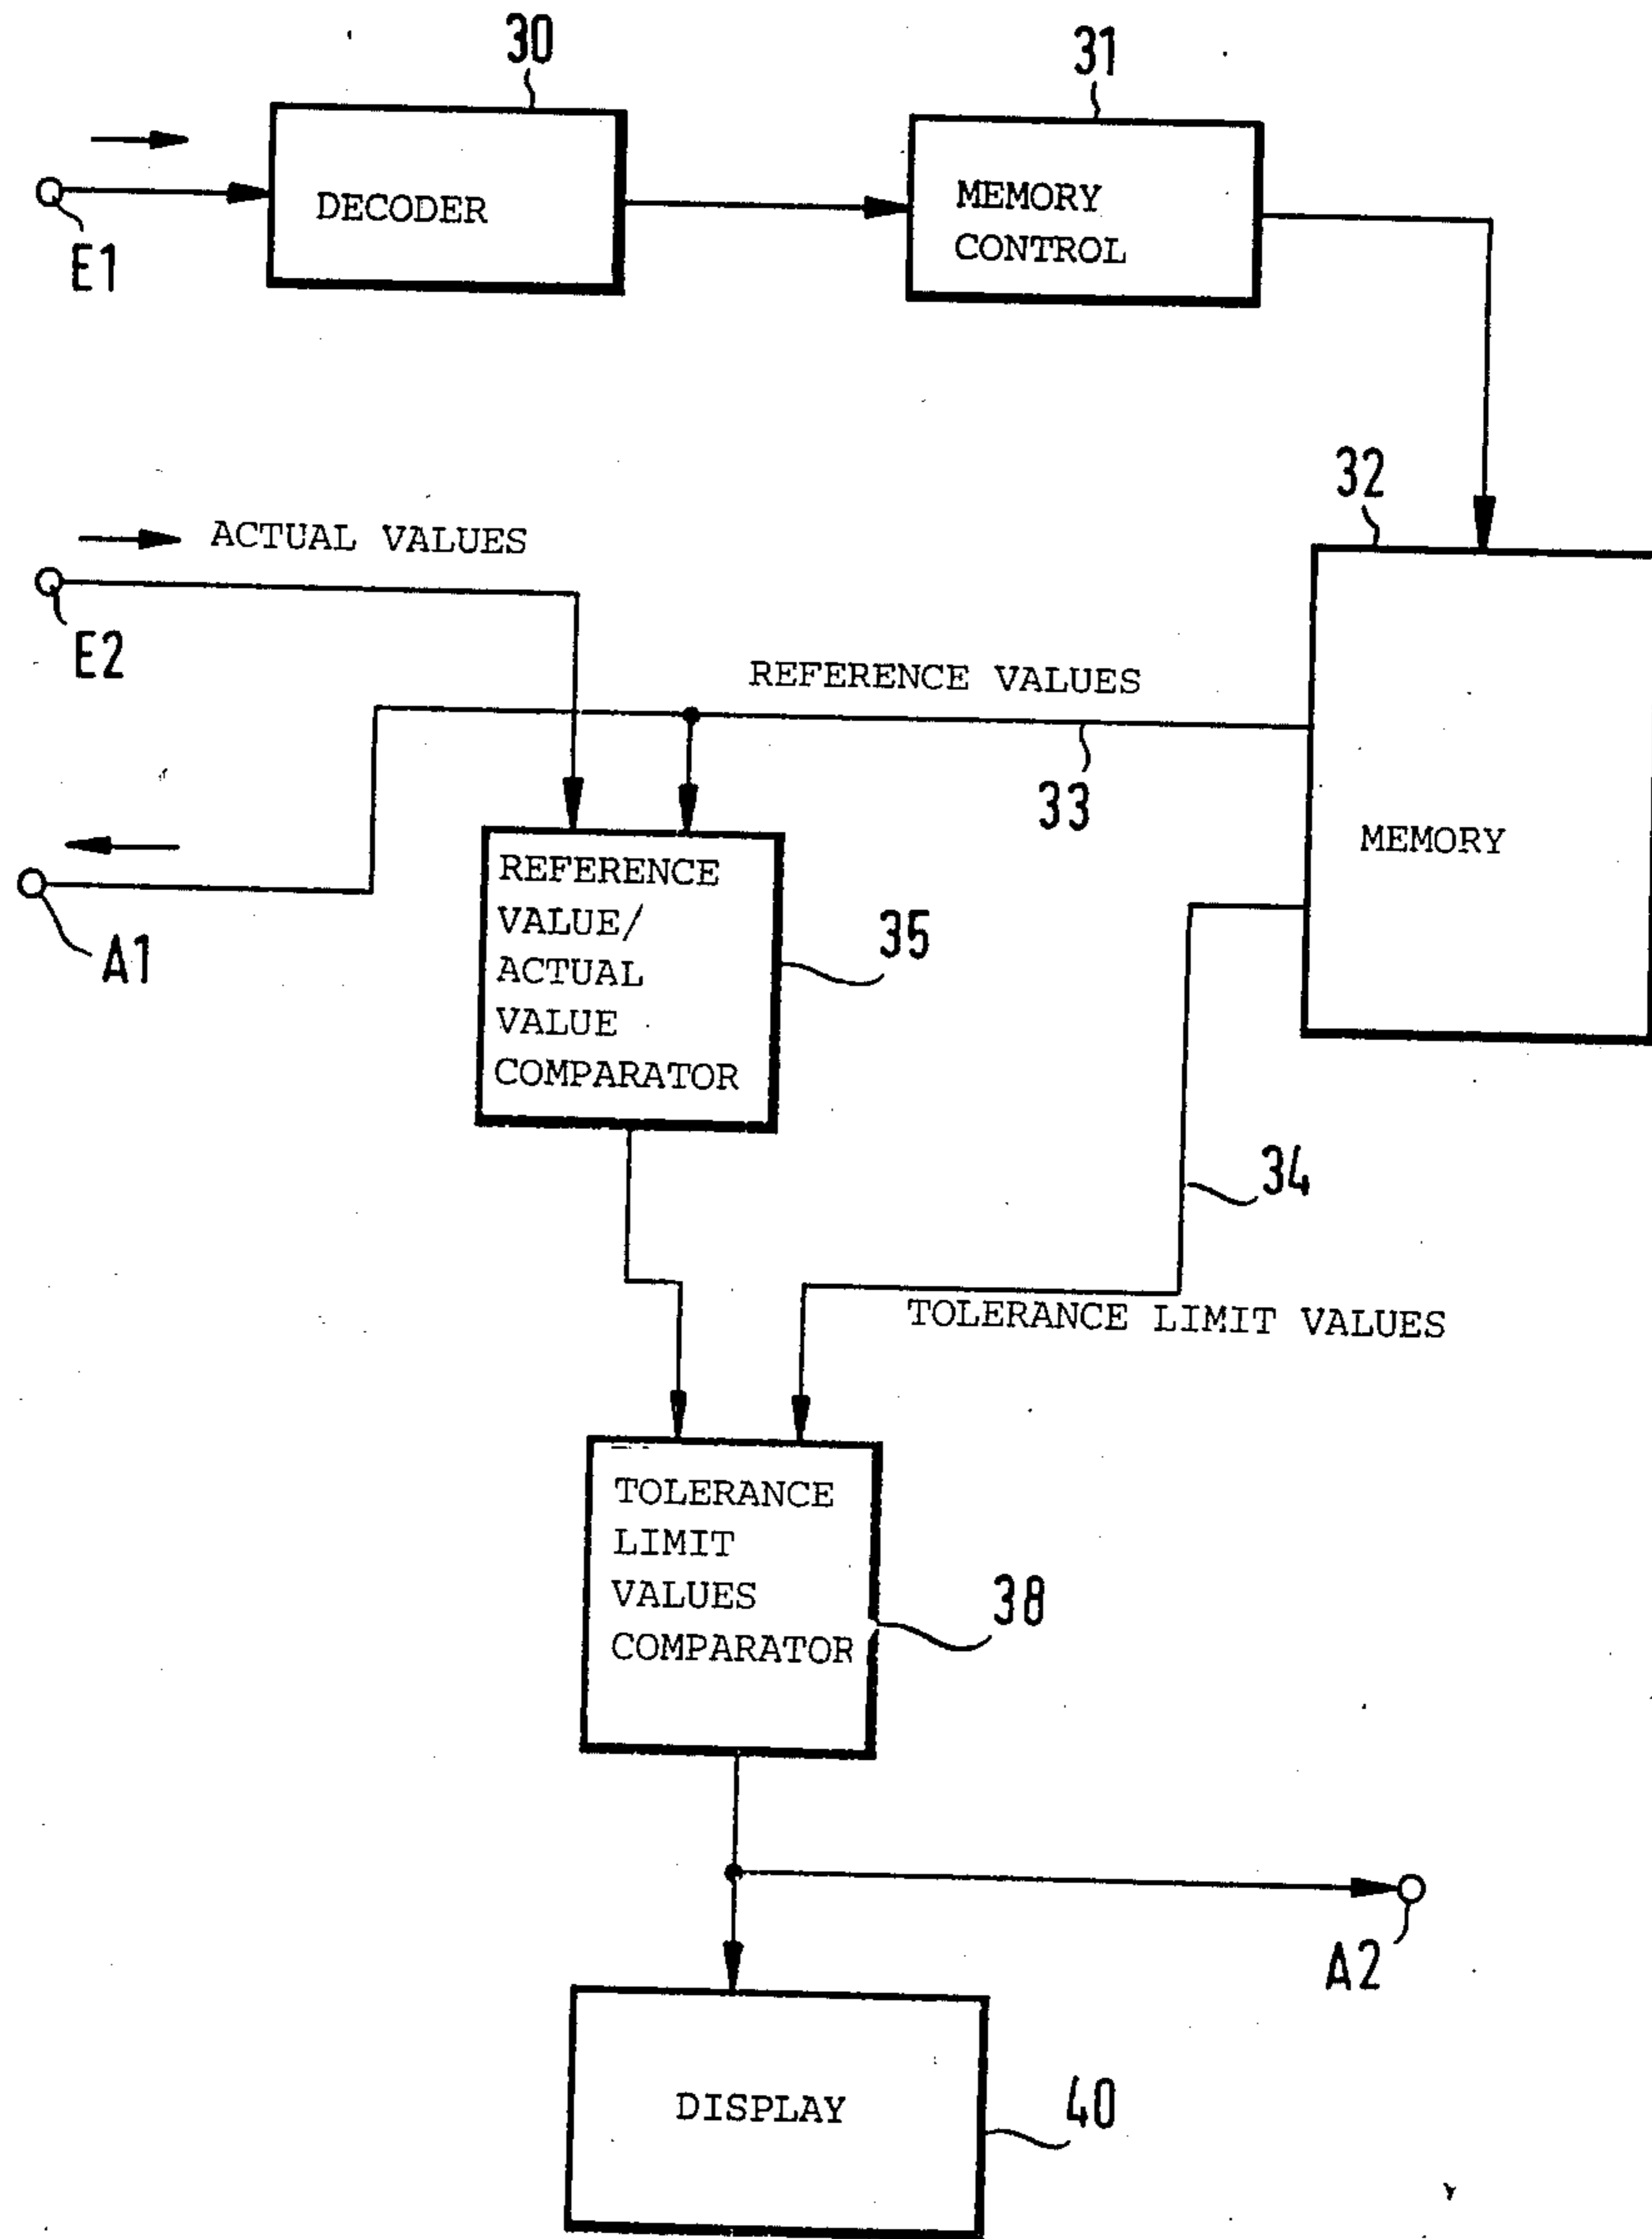 30
31
DECODER
MEMORY
CONTROL
E1
32
ACTUAL VALUES
E2
REFERENCE VALUES
33
MEMORY
REFERENCE
VALUE/
ACTUAL
VALUE
COMPARATOR
35
A1
34
TOLERANCE LIMIT VALUES
TOLERANCE
LIMIT
VALUES
COMPARATOR
38
A2
DISPLAY
40